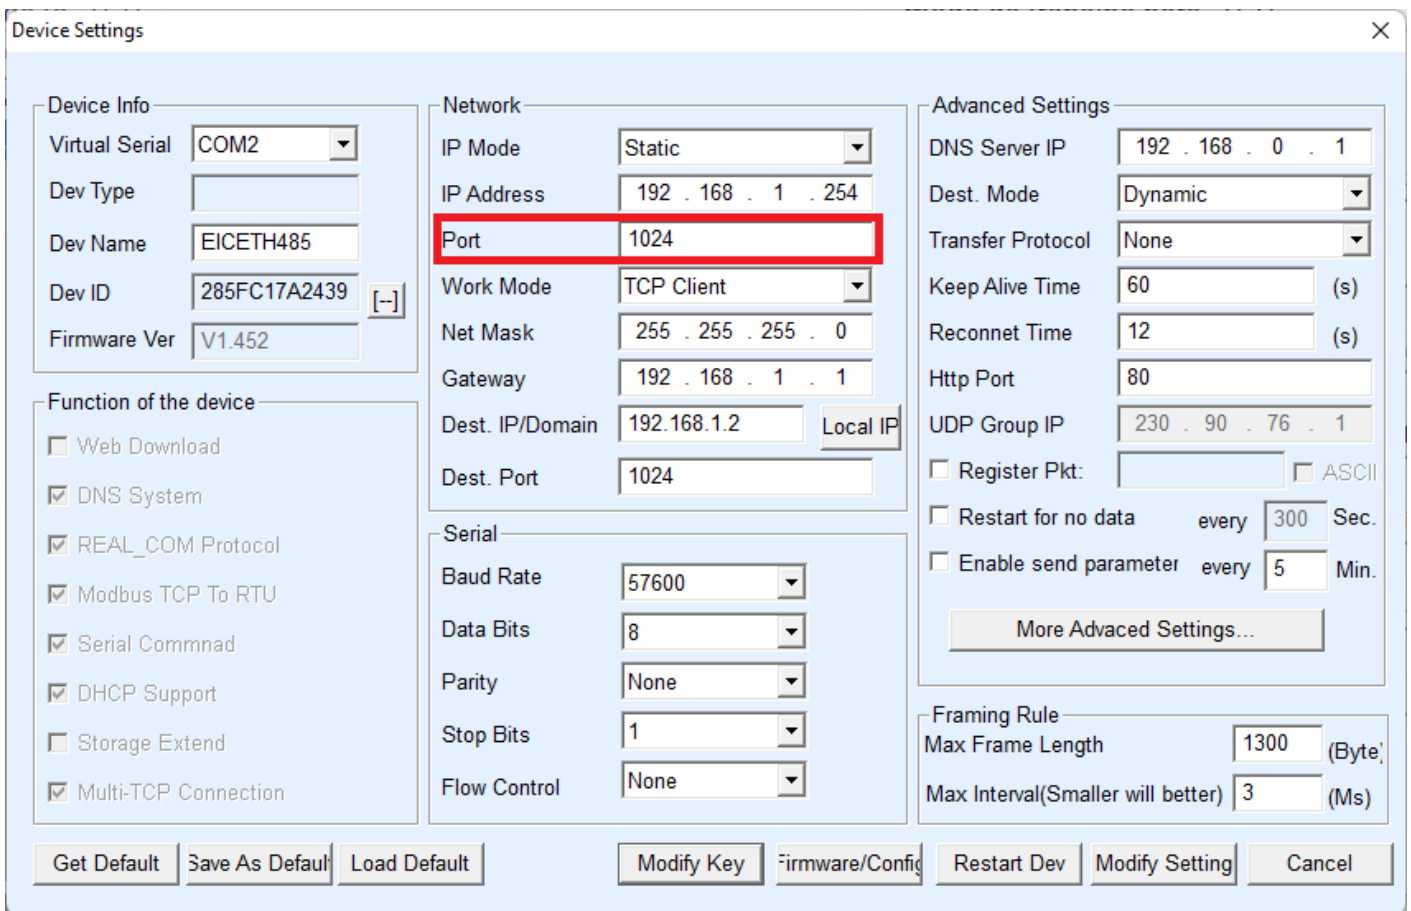 Device Settings
Device Info
Virtual Serial COM2
Dev Type
Dev Name EICETH485
Dev ID 285FC17A2439 [--]
Firmware Ver V1.452
Function of the device
Web Download
DNS System
REAL_COM Protocol
Modbus TCP To RTU
Serial Commnad
DHCP Support
Storage Extend
Multi-TCP Connection
Network
IP Mode Static
IP Address 192 . 168 . 1 . 254
Port 1024
Work Mode TCP Client
Net Mask 255 . 255 . 255 . 0
Gateway 192 . 168 . 1 . 1
Dest. IP/Domain 192.168.1.2 Local IP
Dest. Port 1024
Serial
Baud Rate 57600
Data Bits 8
Parity None
Stop Bits 1
Flow Control None
Advanced Settings
DNS Server IP 192 . 168 . 0 . 1
Dest. Mode Dynamic
Transfer Protocol None
Keep Alive Time 60 (s)
Reconnet Time 12 (s)
Http Port 80
UDP Group IP 230 . 90 . 76 . 1
Register Pkt: ASCII
Restart for no data every 300 Sec.
Enable send parameter every 5 Min.
More Advaced Settings...
Framing Rule
Max Frame Length 1300 (Byte)
Max Interval(Smaller will better) 3 (Ms)
Get Default Save As Default Load Default Modify Key Firmware/Config Restart Dev Modify Setting Cancel